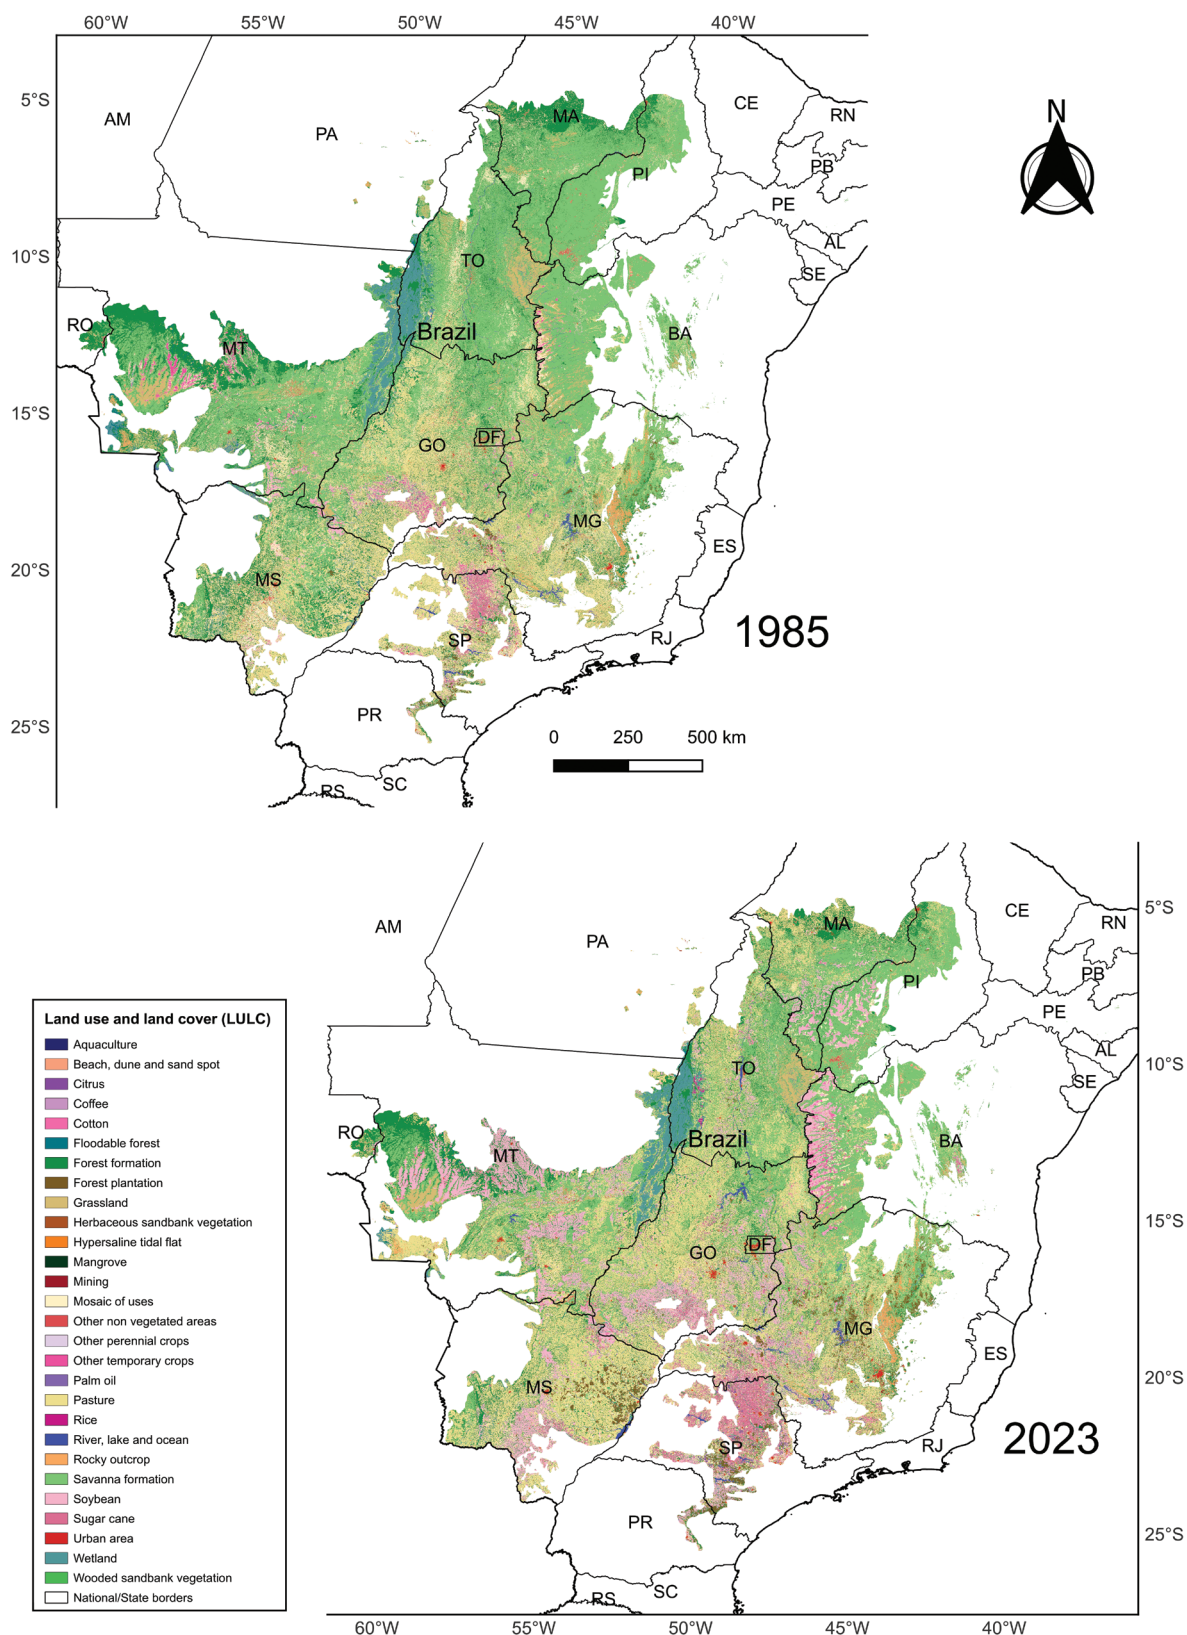 60°W 55°W 50°W 45°W 40°W
5°S
10°S
15°S
20°S
25°S
AM
PA
MA
CE
RN
PB
PI
PE
AL
SE
TO
RO
MT
Brazil
BA
GO
DF
MG
ES
MS
SP
RJ
PR
SC
RS
N
1985
0 250 500 km
AM
PA
MA
CE
RN
PB
PI
PE
AL
SE
TO
RO
MT
Brazil
BA
GO
DF
MG
ES
MS
SP
RJ
PR
SC
RS
2023
5°S
10°S
15°S
20°S
25°S
60°W 55°W 50°W 45°W 40°W
Land use and land cover (LULC)
Aquaculture
Beach, dune and sand spot
Citrus
Coffee
Cotton
Floodable forest
Forest formation
Forest plantation
Grassland
Herbaceous sandbank vegetation
Hypersaline tidal flat
Mangrove
Mining
Mosaic of uses
Other non vegetated areas
Other perennial crops
Other temporary crops
Palm oil
Pasture
Rice
River, lake and ocean
Rocky outcrop
Savanna formation
Soybean
Sugar cane
Urban area
Wetland
Wooded sandbank vegetation
National/State borders